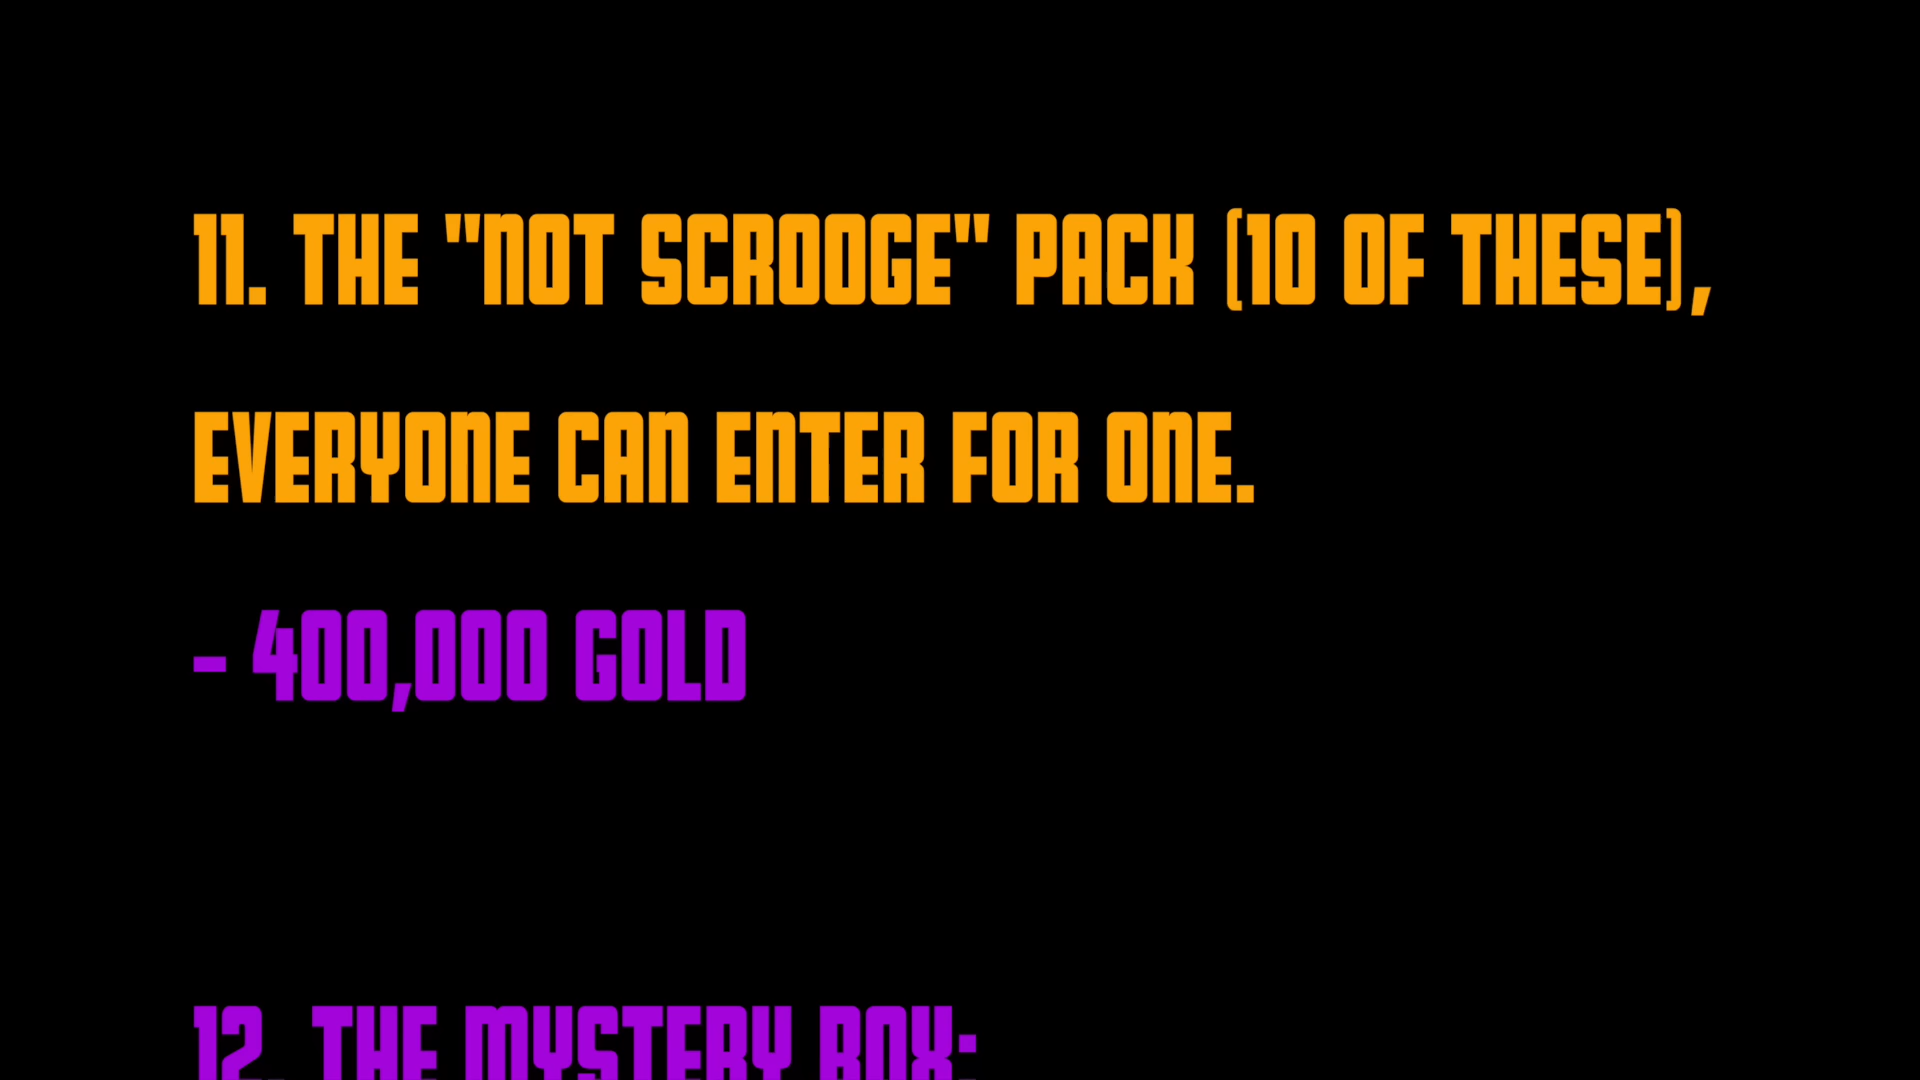 11. THE "NOT SCROOGE" PACK (10 OF THESE),
EVERYONE CAN ENTER FOR ONE.
- 400,000 GOLD
12. THE MYSTERY BOX: